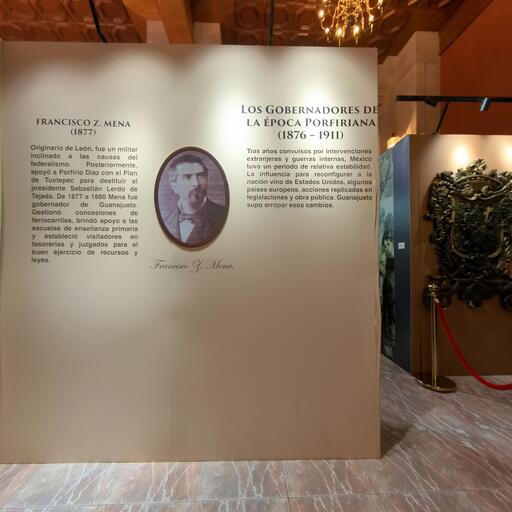 FRANCISCO Z. MENA
(1877)
Originario de León, fue un militar
inclinado a las causas del
federalismo. Posteriormente,
apoyó a Porfirio Díaz con el Plan
de Tuxtepec para destituir al
presidente Sebastián Lerdo de
Tejada. De 1877 a 1880 Mena fue
gobernador de Guanajuato.
Gestionó concesiones de
ferrocarriles, brindó apoyo a las
escuelas de enseñanza primaria
y estableció visitadores en
tesorerías y juzgados para el
buen ejercicio de recursos y
leyes.
Francisco Z. Mena.
LOS GOBERNADORES DE
LA ÉPOCA PORFIRIANA
(1876 - 1911)
Tras años convulsos por intervenciones
extranjeras y guerras internas, México
tuvo un periodo de relativa estabilidad.
La influencia para reconfigurar a la
nación vino de Estados Unidos, algunos
países europeos, acciones replicadas en
legislaciones y obra pública. Guanajuato
supo arropar esos cambios.